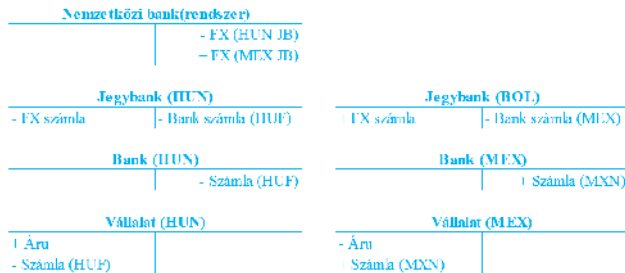 Nemzetközi bank(rendszer)
- FX (HUN JB)
+ FX (MEX JB)
Jegybank (HUN)
- FX számla - Bank számla (HUF)
Jegybank (BOL)
+ FX számla - Bank számla (MEX)
Bank (HUN)
- Számla (HUF)
Bank (MEX)
+ Számla (MXN)
Vállalat (HUN)
+ Áru
- Számla (HUF)
Vállalat (MEX)
- Áru
+ Számla (MXN)